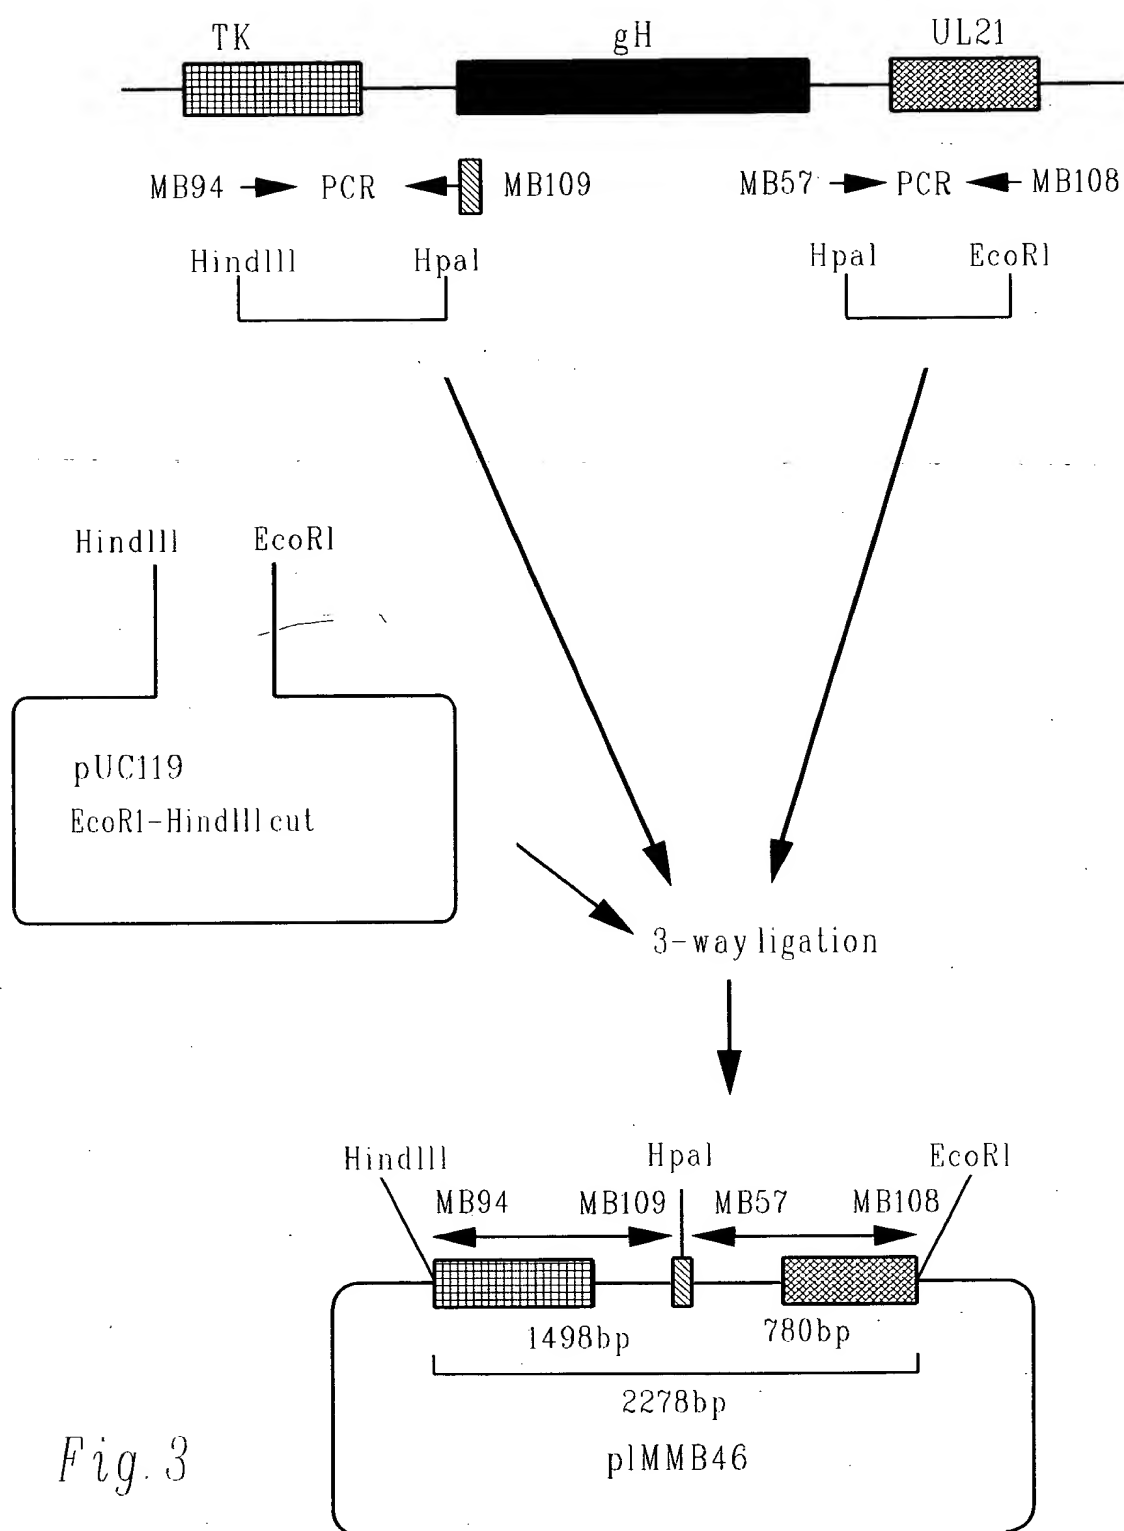 TK gH UL21
MB94 PCR MB109 MB57 PCR MB108
HindIII HpaI HpaI EcoRI
HindIII EcoRI
pUC119
EcoRI-HindIII cut
3-way ligation
HindIII HpaI EcoRI
MB94 MB109 MB57 MB108
1498bp 780bp
2278bp
pIMMB46
Fig. 3